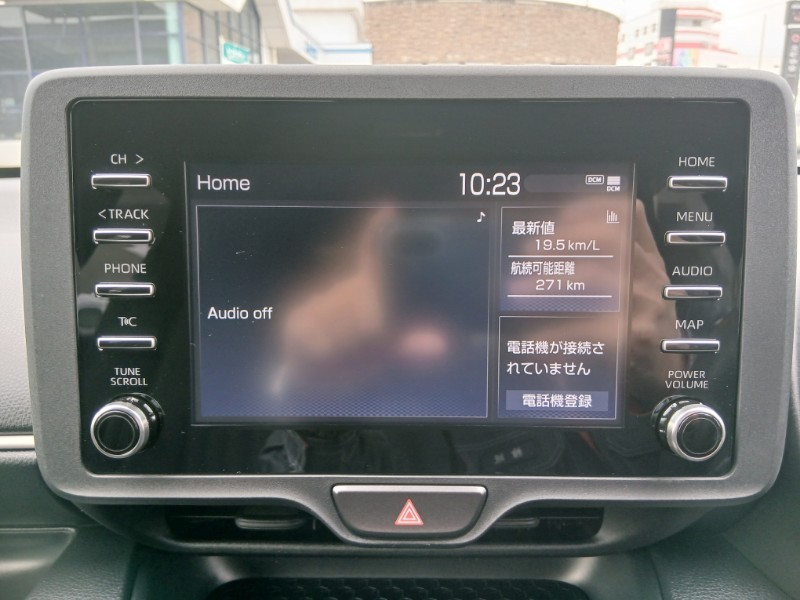 CH >
< TRACK
PHONE
TUNE
SCROLL
Home
10:23
DCM
DCM
Audio off
♪
最新値
19.5 km/L
航続可能距離
271 km
電話機が接続さ
れていません
電話機登録
HOME
MENU
AUDIO
MAP
POWER
VOLUME